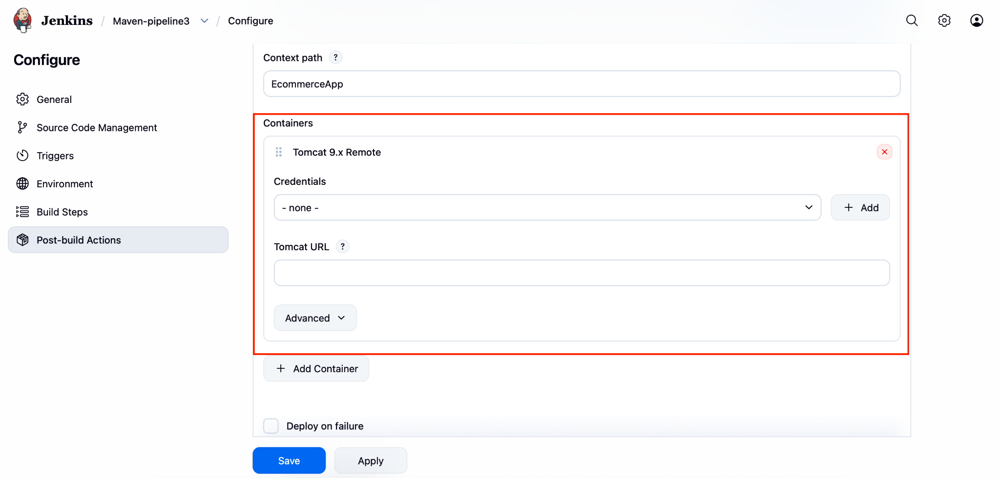 Jenkins / Maven-pipeline3 / Configure
Configure
General
Source Code Management
Triggers
Environment
Build Steps
Post-build Actions
Context path ?
EcommerceApp
Containers
Tomcat 9.x Remote
Credentials
- none -
+ Add
Tomcat URL ?
Advanced
+ Add Container
Deploy on failure
Save
Apply